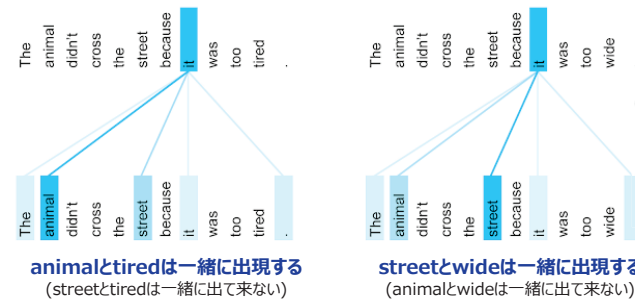 The animal didn't cross the street because it was too tired .
The animal didn't cross the street because it was too wide
The animal didn't cross the street because it was too tired .
The animal didn't cross the street because it was too wide
animalとtiredは一緒に出現する
(streetとtiredは一緒に出て来ない)
streetとwideは一緒に出現する
(animalとwideは一緒に出て来ない)